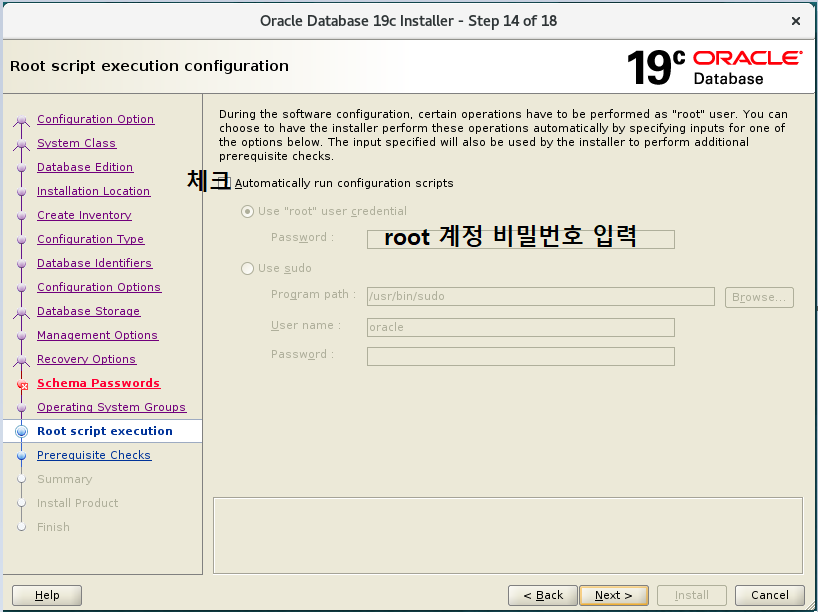 Oracle Database 19c Installer - Step 14 of 18
×
Root script execution configuration
19c ORACLE
Database
Configuration Option
System Class
Database Edition
Installation Location
Create Inventory
Configuration Type
Database Identifiers
Configuration Options
Database Storage
Management Options
Recovery Options
Schema Passwords
Operating System Groups
Root script execution
Prerequisite Checks
Summary
Install Product
Finish
During the software configuration, certain operations have to be performed as "root" user. You can
choose to have the installer perform these operations automatically by specifying inputs for one of
the options below. The input specified will also be used by the installer to perform additional
prerequisite checks.
체크 Automatically run configuration scripts
Use "root" user credential
Password : root 계정 비밀번호 입력
Use sudo
Program path : /usr/bin/sudo Browse...
User name : oracle
Password :
Help < Back Next > Install Cancel